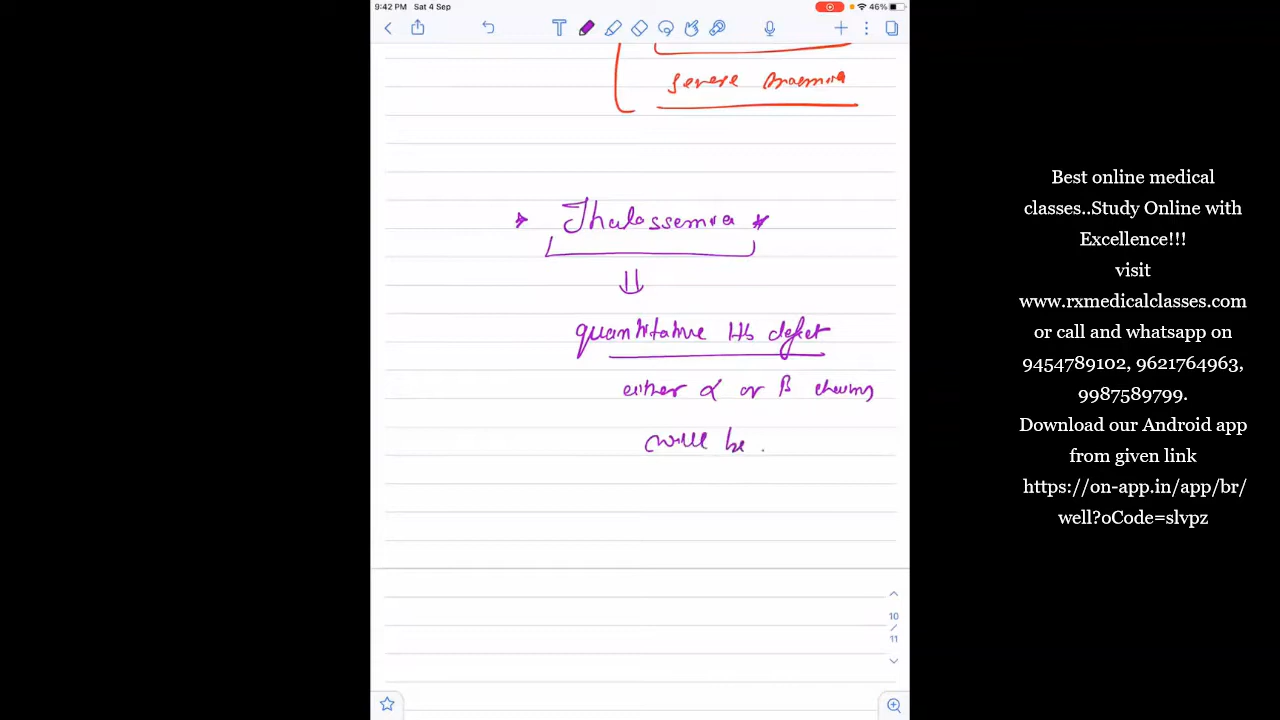 9:42 PM Sat 4 Sep
46%
Severe Anaemia
Thalassemia
quantitative Hb defect
either α or β chains
will be
10
/
11
Best online medical
classes..Study Online with
Excellence!!!
visit
www.rxmedicalclasses.com
or call and whatsapp on
9454789102, 9621764963,
9987589799.
Download our Android app
from given link
https://on-app.in/app/br/
well?oCode=slvpz